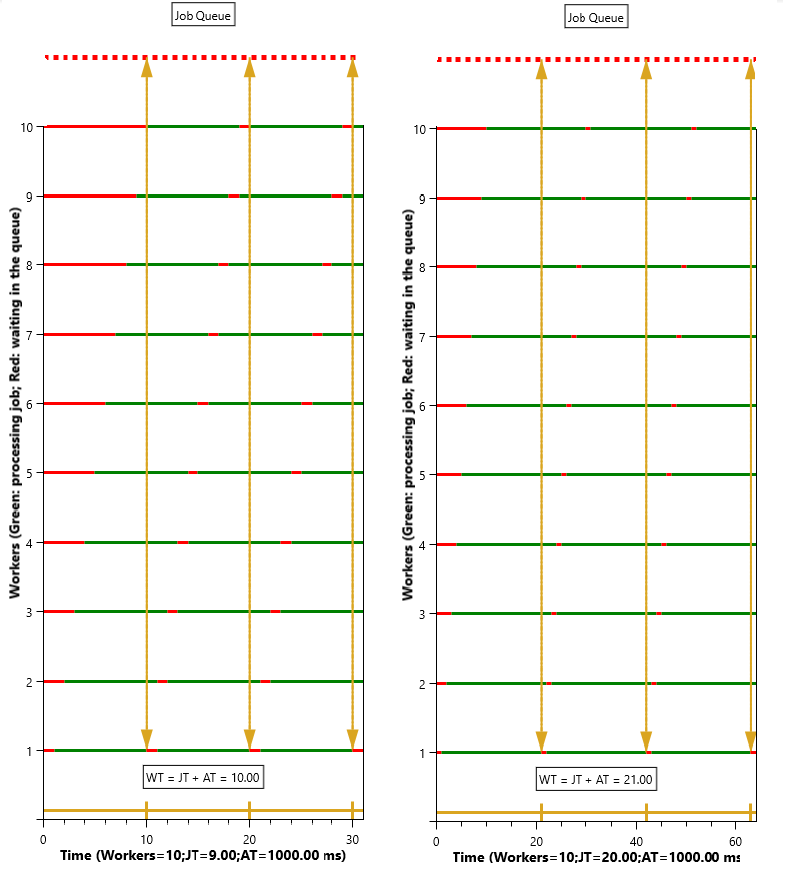 Job Queue
10
9
8
7
6
5
4
3
2
1
Workers (Green: processing job; Red: waiting in the queue)
WT = JT + AT = 10.00
0 10 20 30
Time (Workers=10;JT=9.00;AT=1000.00 ms)
Job Queue
10
9
8
7
6
5
4
3
2
1
Workers (Green: processing job; Red: waiting in the queue)
WT = JT + AT = 21.00
0 20 40 60
Time (Workers=10;JT=20.00;AT=1000.00 ms